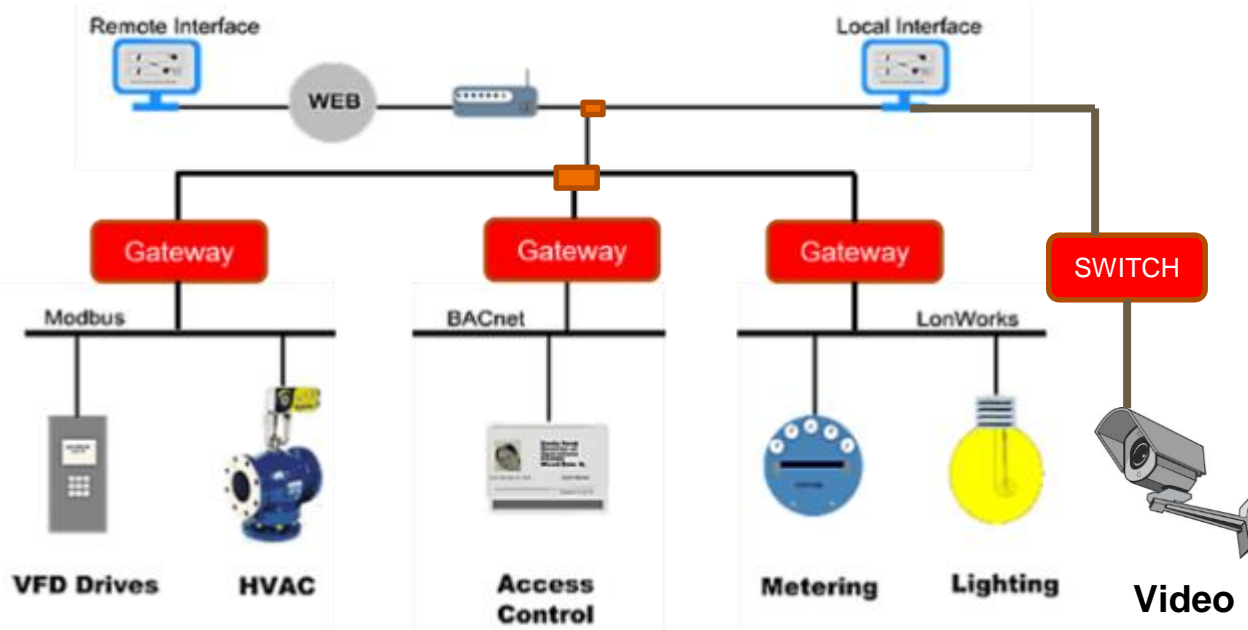 Remote Interface
Local Interface
WEB
Gateway
Gateway
Gateway
SWITCH
Modbus
BACnet
LonWorks
VFD Drives
HVAC
Access
Control
Metering
Lighting
Video